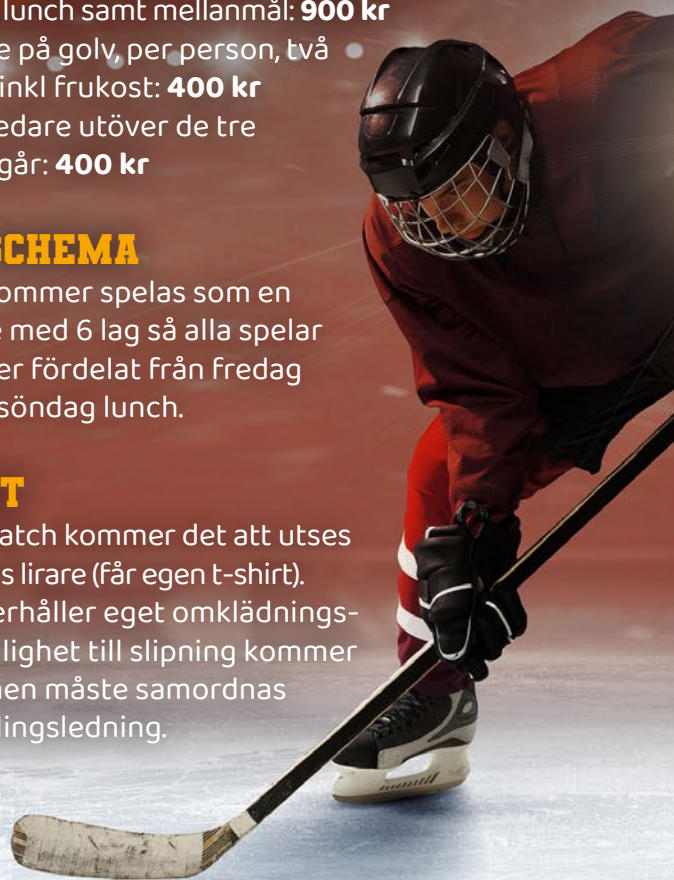 lunch samt mellanmål: 900 kr
e på golv, per person, två
inkl frukost: 400 kr
edare utöver de tre
går: 400 kr
SCHEMA
ommer spelas som en
e med 6 lag så alla spelar
er fördelat från fredag
söndag lunch.
T
atch kommer det att utses
s lirare (får egen t-shirt).
erhåller eget omklädnings-
lighet till slipning kommer
men måste samordnas
lingsledning.